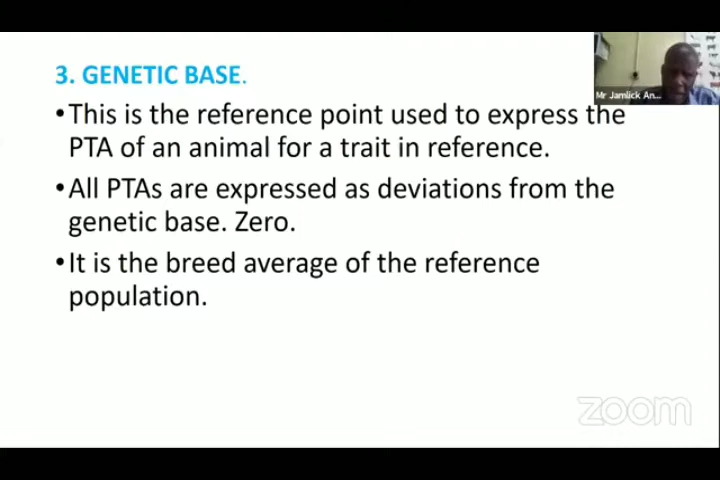 3. GENETIC BASE.
•This is the reference point used to express the
PTA of an animal for a trait in reference.
•All PTAs are expressed as deviations from the
genetic base. Zero.
•It is the breed average of the reference
population.
Mr Jamlick An...
zoom